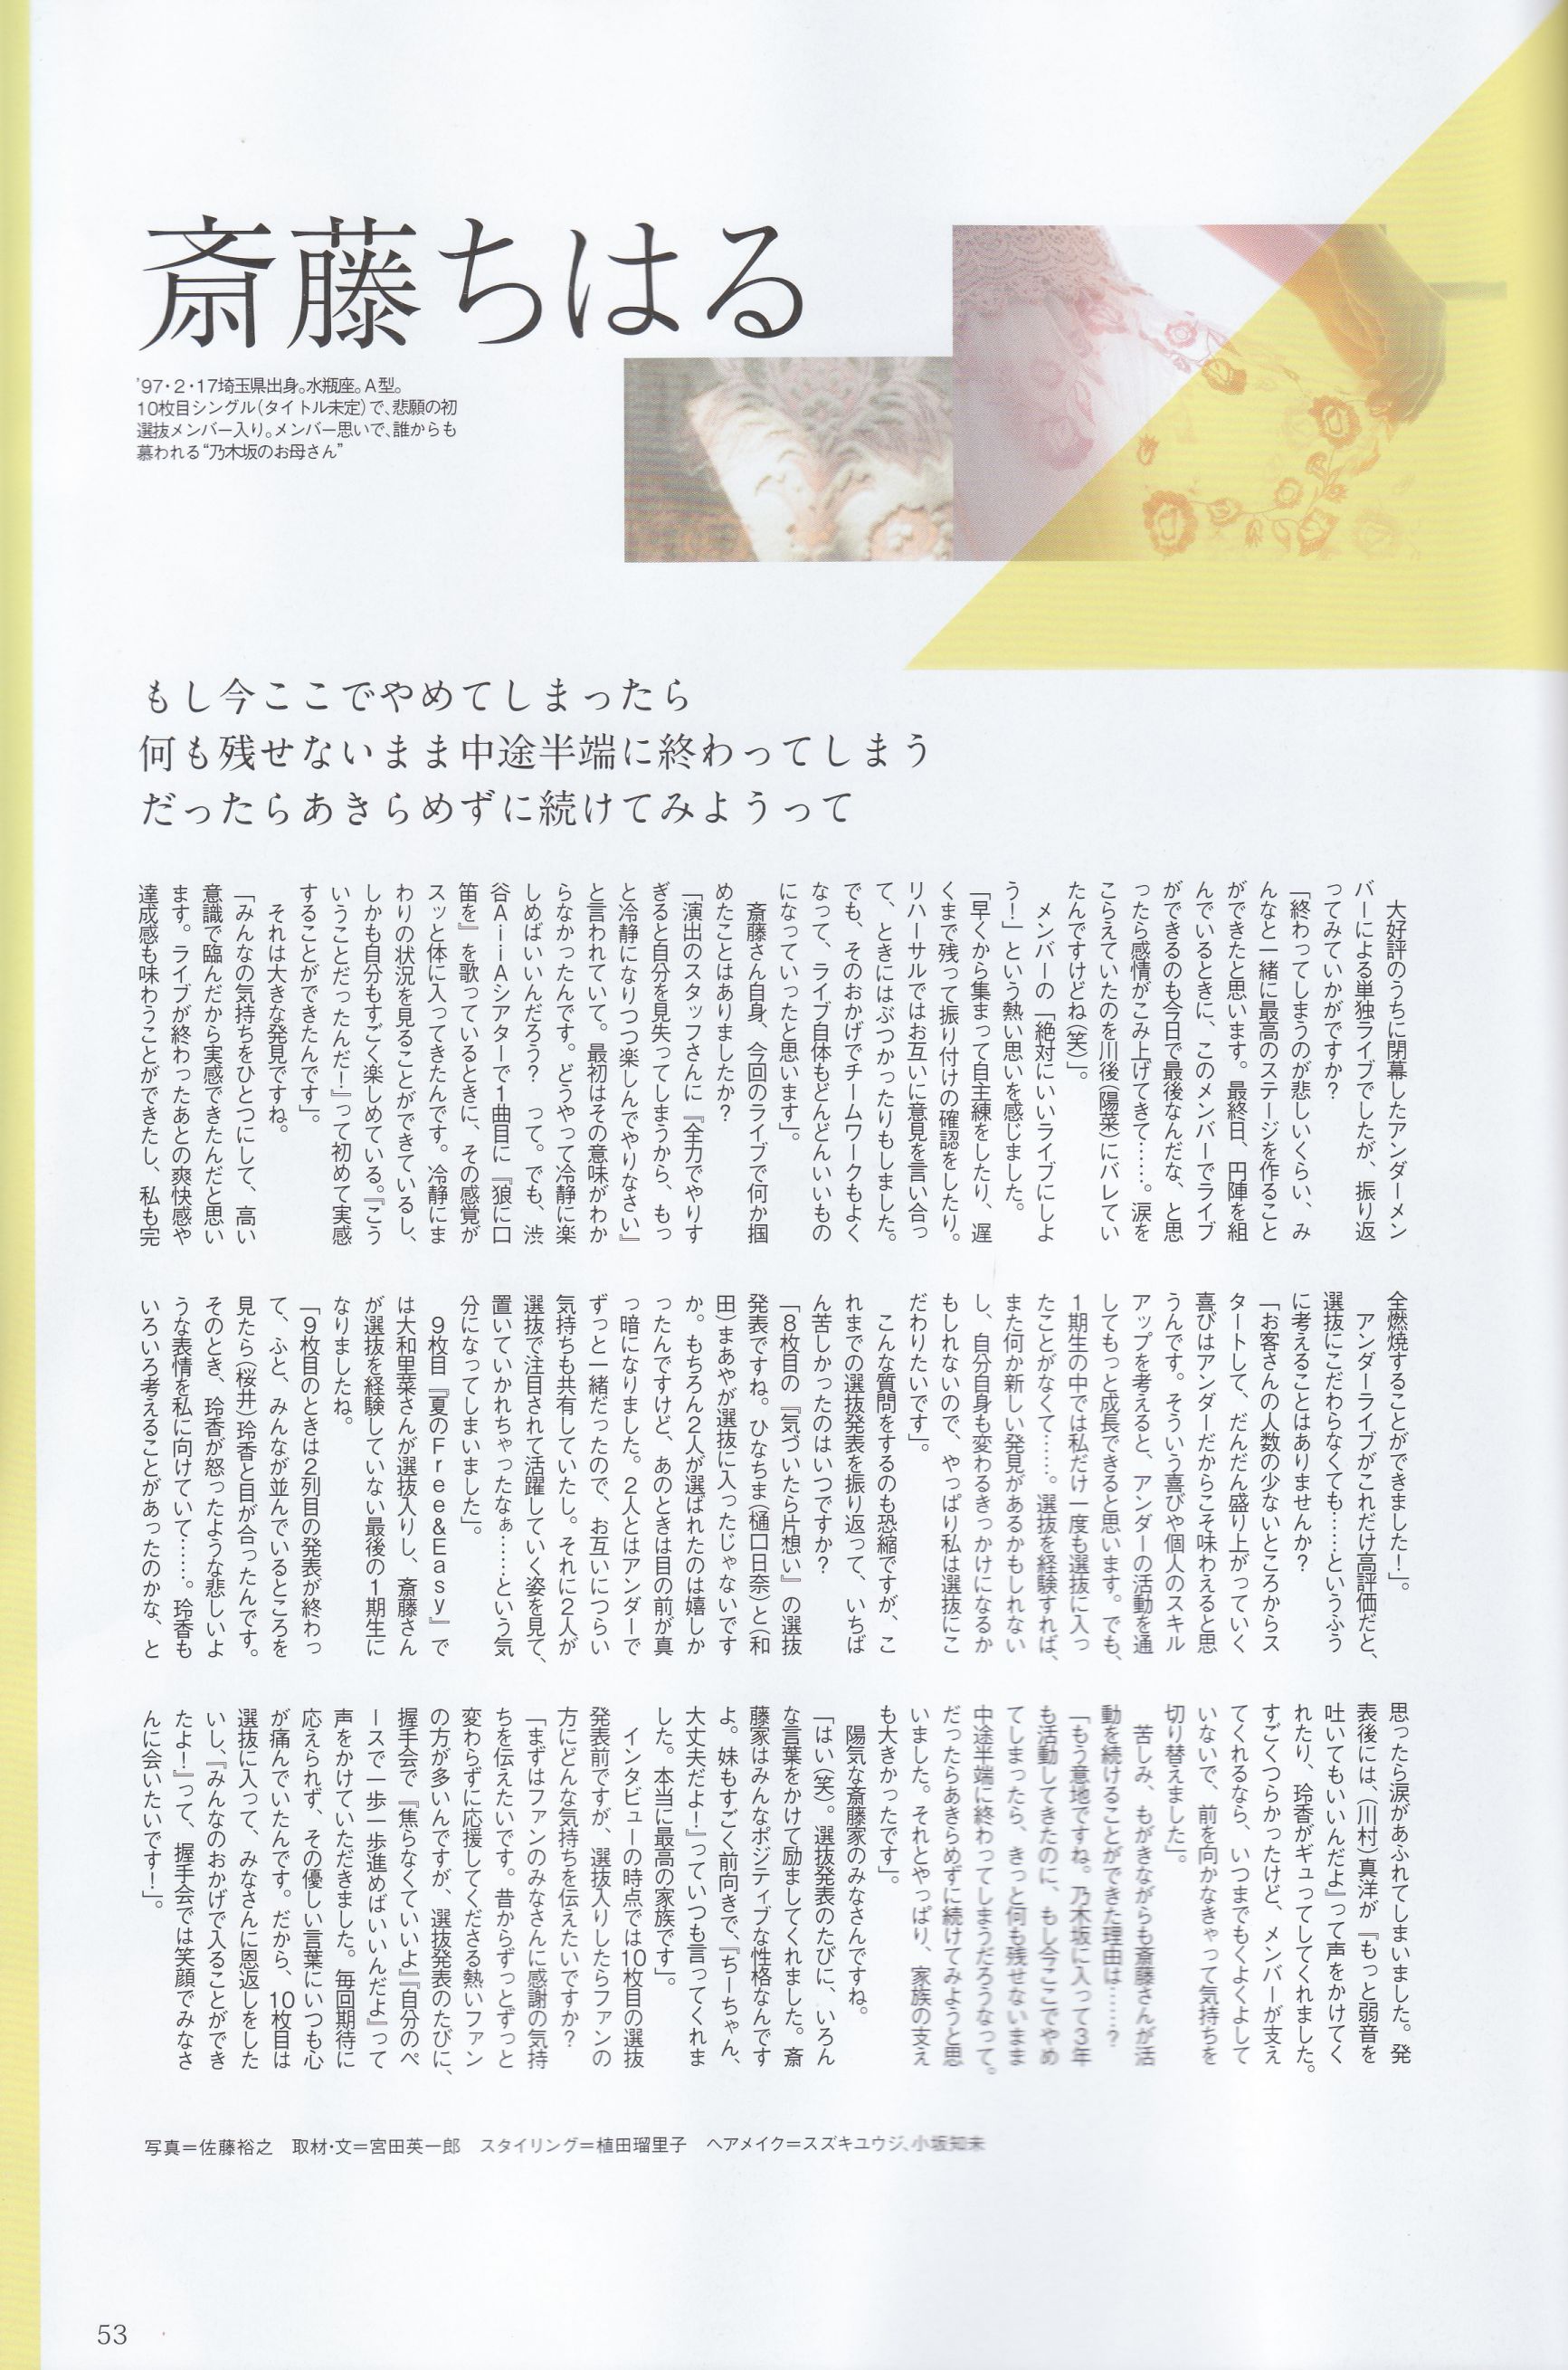 斎藤ちはる
'97・2・17埼玉県出身。水瓶座。A型。
10枚目シングル（タイトル未定）で、悲願の初
選抜メンバー入り。メンバー思いで、誰からも
慕われる“乃木坂のお母さん”
もし今ここでやめてしまったら
何も残せないまま中途半端に終わってしまう
だったらあきらめずに続けてみようって
大好評のうちに閉幕したアンダーメン
バーによる単独ライブでしたが、振り返
ってみていかがですか？
「終わってしまうのが悲しいくらい、み
んなと一緒に最高のステージを作ること
ができたと思います。最終日、円陣を組
んでいるときに、このメンバーでライブ
ができるのも今日で最後なんだな、と思
ったら感情がこみ上げてきて……。涙を
こらえていたのを川後（陽菜）にバレてい
たんですけどね（笑）」。
メンバーの「絶対にいいライブにしよ
う！」という熱い思いを感じました。
「早くから集まって自主練をしたり、遅
くまで残って振り付けの確認をしたり。
リハーサルではお互いに意見を言い合っ
て、ときにはぶつかったりもしました。
でも、そのおかげでチームワークもよく
なって、ライブ自体もどんどんいいもの
になっていったと思います」。
斎藤さん自身、今回のライブで何か掴
めたことはありましたか？
「演出のスタッフさんに『全力でやりす
ぎると自分を見失ってしまうから、もっ
と冷静になりつつ楽しんでやりなさい』
と言われていて。最初はその意味がわか
らなかったんです。どうやって冷静に楽
しめばいいんだろう？　って。でも、渋
谷AiiAシアターで1曲目に『狼に口
笛を』を歌っているときに、その感覚が
スッと体に入ってきたんです。冷静にま
わりの状況を見ることができているし、
しかも自分もすごく楽しめている。『こう
いうことだったんだ！』って初めて実感
することができたんです」。
それは大きな発見ですね。
「みんなの気持ちをひとつにして、高い
意識で臨んだから実感できたんだと思い
ます。ライブが終わったあとの爽快感や
達成感も味わうことができたし、私も完
全燃焼することができました！」。
アンダーライブがこれだけ高評価だと、
選抜にこだわらなくても……というふう
に考えることはありませんか？
「お客さんの人数の少ないところからス
タートして、だんだん盛り上がっていく
喜びはアンダーだからこそ味わえると思
うんです。そういう喜びや個人のスキル
アップを考えると、アンダーの活動を通
してもっと成長できると思います。でも、
1期生の中では私だけ一度も選抜に入っ
たことがなくて……。選抜を経験すれば、
また何か新しい発見があるかもしれない
し、自分自身も変わるきっかけになるか
もしれないので、やっぱり私は選抜にこ
だわりたいです」。
こんな質問をするのも恐縮ですが、こ
れまでの選抜発表を振り返って、いちば
ん苦しかったのはいつですか？
「8枚目の『気づいたら片想い』の選抜
発表ですね。ひなちま（樋口日奈）と（和
田）まあやが選抜に入ったじゃないです
か。もちろん2人が選ばれたのは嬉しか
ったんですけど、あのときは目の前が真
っ暗になりました。2人とはアンダーで
ずっと一緒だったので、お互いにつらい
気持ちも共有していたし。それに2人が
選抜で注目されて活躍していく姿を見て、
置いていかれちゃったなぁ……という気
分になってしまいました」。
9枚目『夏のFree&Easy』で
は大和里菜さんが選抜入りし、斎藤さん
が選抜を経験していない最後の1期生に
なりましたね。
「9枚目のときは2列目の発表が終わっ
て、ふと、みんなが並んでいるところを
見たら（桜井）玲香と目が合ったんです。
そのとき、玲香が怒ったような悲しいよ
うな表情を私に向けていて……。玲香も
いろいろ考えることがあったのかな、と
思ったら涙があふれてしまいました。発
表後には、（川村）真洋が『もっと弱音を
吐いてもいいんだよ』って声をかけてく
れたり、玲香がギュってしてくれました。
すごくつらかったけど、メンバーが支え
てくれるなら、いつまでもくよくよして
いないで、前を向かなきゃって気持ちを
切り替えました」。
苦しみ、もがきながらも斎藤さんが活
動を続けることができた理由は……？
「もう意地ですね。乃木坂に入って3年
も活動してきたのに、もし今ここでやめ
てしまったら、きっと何も残せないまま
中途半端に終わってしまうだろうなって。
だったらあきらめずに続けてみようと思
いました。それとやっぱり、家族の支え
も大きかったです」。
陽気な斎藤家のみなさんですね。
「はい（笑）。選抜発表のたびに、いろん
な言葉をかけて励ましてくれました。斎
藤家はみんなポジティブな性格なんです
よ。妹もすごく前向きで、『ちーちゃん、
大丈夫だよ！』っていつも言ってくれま
した。本当に最高の家族です」。
インタビューの時点では10枚目の選抜
発表前ですが、選抜入りしたらファンの
方にどんな気持ちを伝えたいですか？
「まずはファンのみなさんに感謝の気持
ちを伝えたいです。昔からずっとずっと
変わらずに応援してくださる熱いファン
の方が多いんですが、選抜発表のたびに、
握手会で『焦らなくていいよ』『自分のペ
ースで一歩一歩進めばいいんだよ』って
声をかけていただきました。毎回期待に
応えられず、その優しい言葉にいつも心
が痛んでいたんです。だから、10枚目は
選抜に入って、みなさんに恩返しをした
いし、『みんなのおかげで入ることができ
たよ！』って、握手会では笑顔でみなさ
んに会いたいです！」。
写真＝佐藤裕之　取材・文＝宮田英一郎　スタイリング＝植田瑠里子　ヘアメイク＝スズキユウジ、小坂知未
53